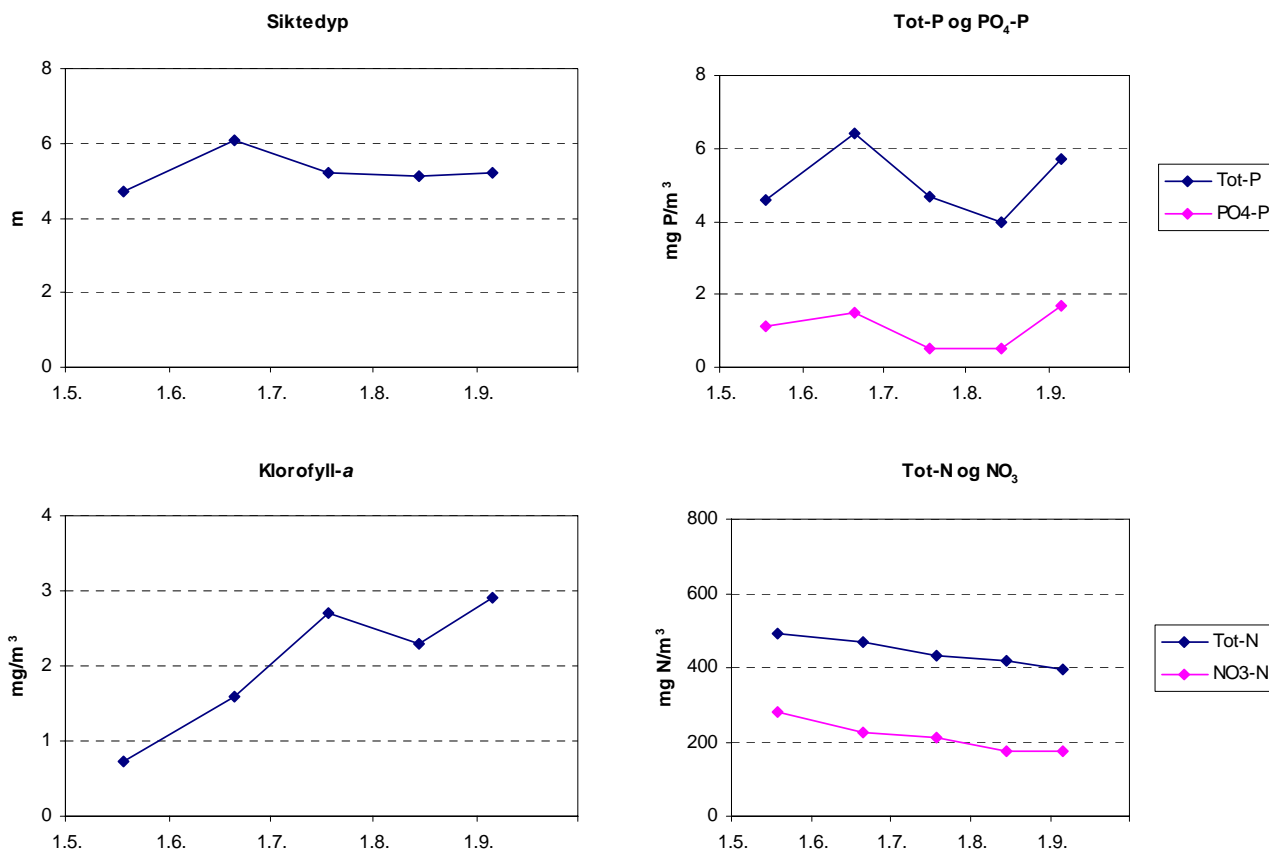 Siktedyp
8
6
4
2
0
m
1.5. 1.6. 1.7. 1.8. 1.9.
Tot-P og PO₄-P
8
6
4
2
0
mg P/m³
1.5. 1.6. 1.7. 1.8. 1.9.
Tot-P
PO4-P
Klorofyll-a
4
3
2
1
0
mg/m³
1.5. 1.6. 1.7. 1.8. 1.9.
Tot-N og NO₃
800
600
400
200
0
mg N/m³
1.5. 1.6. 1.7. 1.8. 1.9.
Tot-N
NO3-N